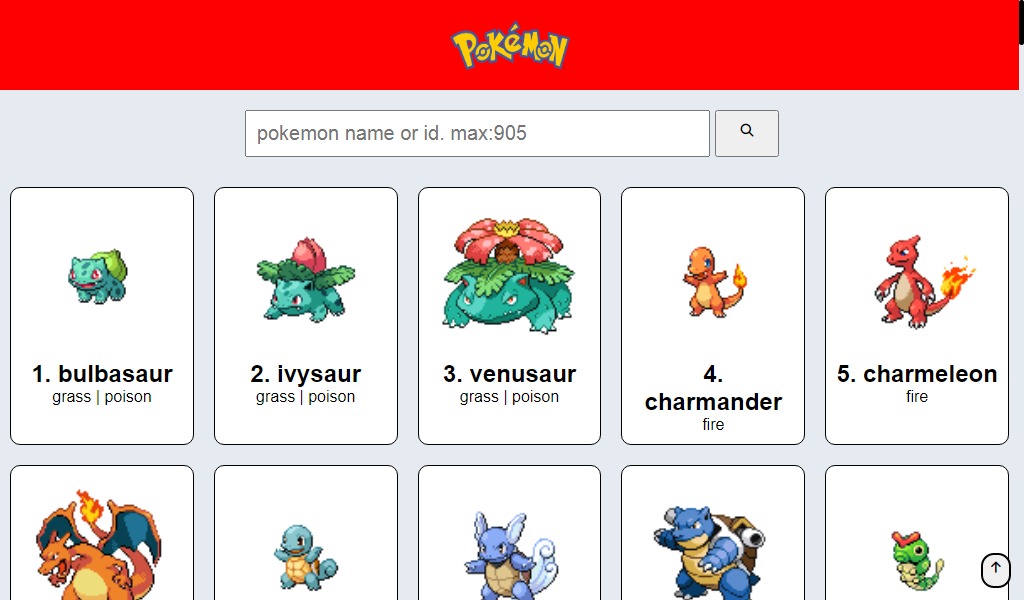 POKéMON
pokemon name or id. max:905
1. bulbasaur
grass | poison
2. ivysaur
grass | poison
3. venusaur
grass | poison
4.
charmander
fire
5. charmeleon
fire